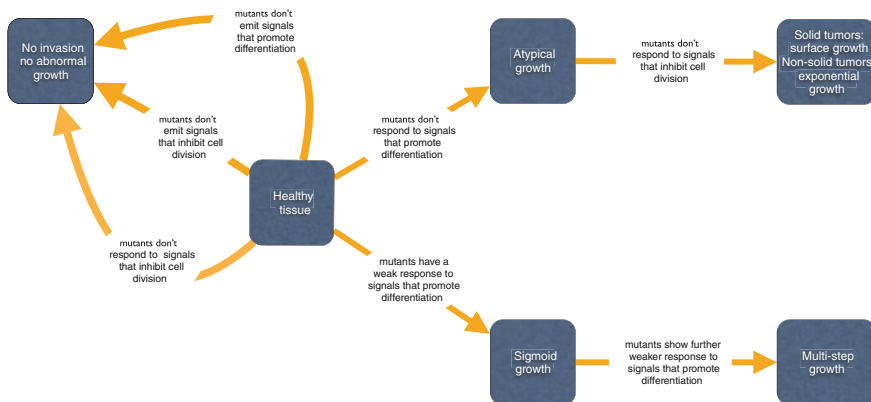 mutants don't
emit signals
that promote
differentiation
No invasion
no abnormal
growth
mutants don't
emit signals
that inhibit cell
division
mutants don't
respond to  signals
that inhibit cell
division
Healthy
tissue
mutants don't
respond to signals
that promote
differentiation
Atypical
growth
mutants don't
respond to signals
that inhibit cell
division
Solid tumors:
surface growth
Non-solid tumors:
exponential
growth
mutants have a
weak response to
signals that promote
differentiation
Sigmoid
growth
mutants show further
weaker response to
signals that promote
differentiation
Multi-step
growth